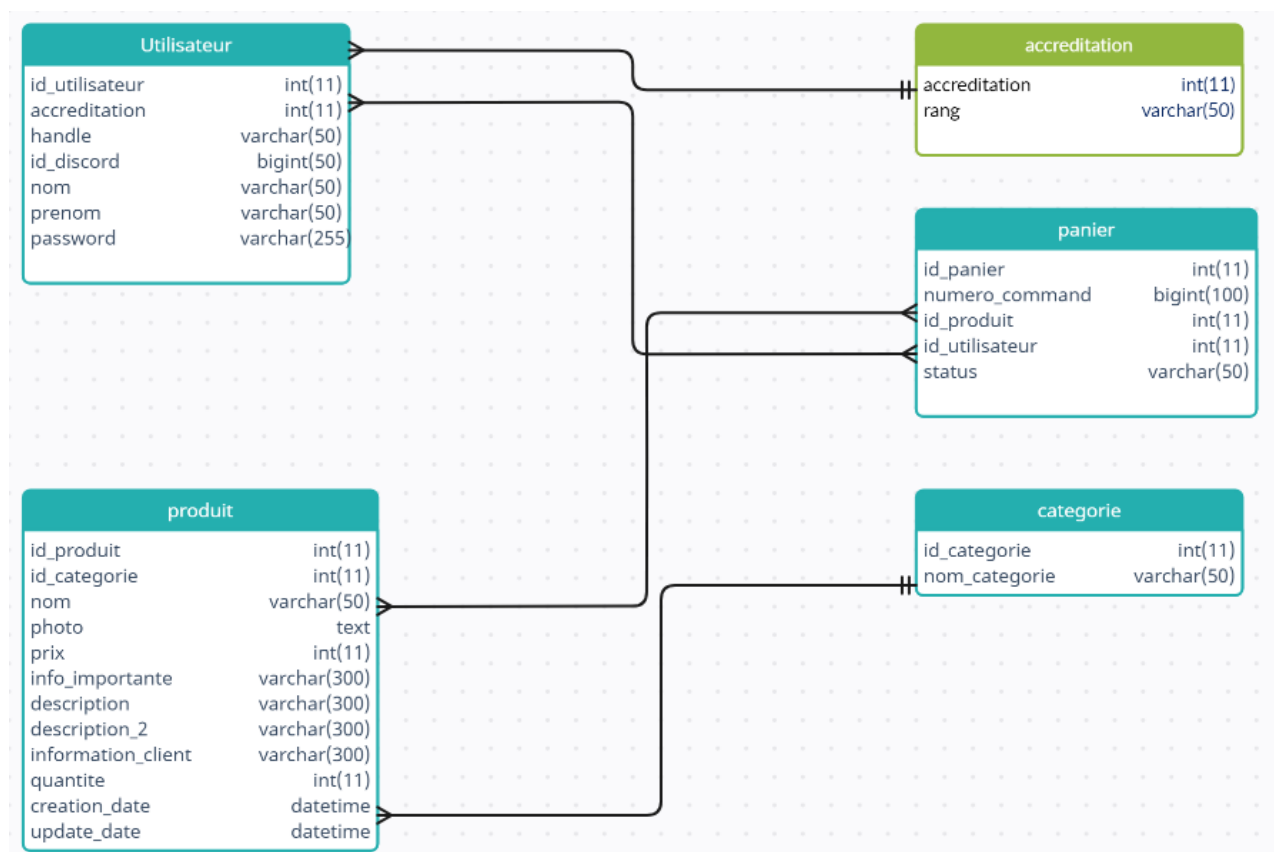 Utilisateur
id_utilisateur int(11)
accreditation int(11)
handle varchar(50)
id_discord bigint(50)
nom varchar(50)
prenom varchar(50)
password varchar(255)
accreditation
accreditation int(11)
rang varchar(50)
panier
id_panier int(11)
numero_command bigint(100)
id_produit int(11)
id_utilisateur int(11)
status varchar(50)
produit
id_produit int(11)
id_categorie int(11)
nom varchar(50)
photo text
prix int(11)
info_importante varchar(300)
description varchar(300)
description_2 varchar(300)
information_client varchar(300)
quantite int(11)
creation_date datetime
update_date datetime
categorie
id_categorie int(11)
nom_categorie varchar(50)